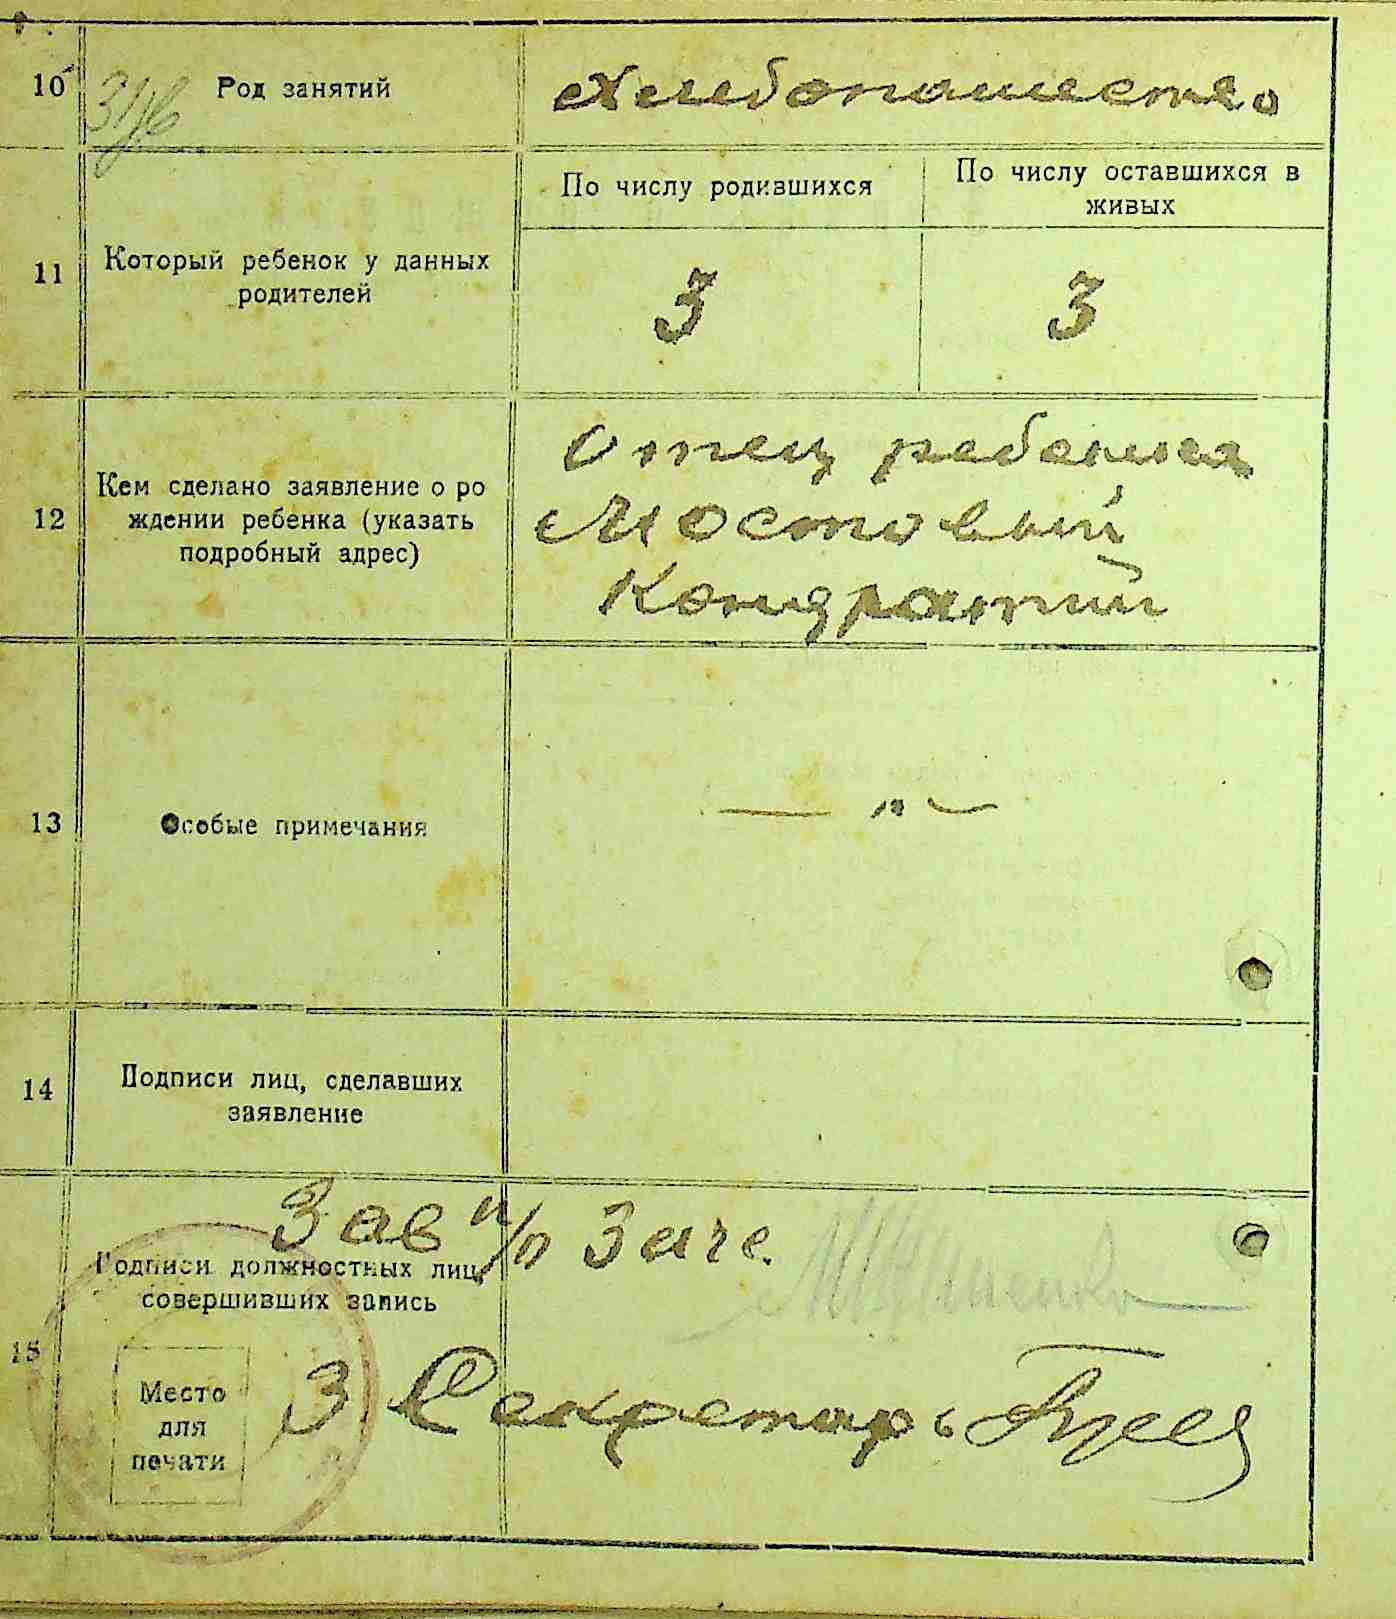 10
Род занятий
Хлебопашество
11
Который ребенок у данных
родителей
По числу родившихся
По числу оставшихся в
живых
3
3
12
Кем сделано заявление о ро
ждении ребенка (указать
подробный адрес)
Отец ребенка
Мостовый
Кондратий
13
Особые примечания
— " —
14
Подписи лиц, сделавших
заявление
15
Подписи должностных лиц,
совершивших запись
Зав п/о Загс.
Место
для
печати
З Секретарь